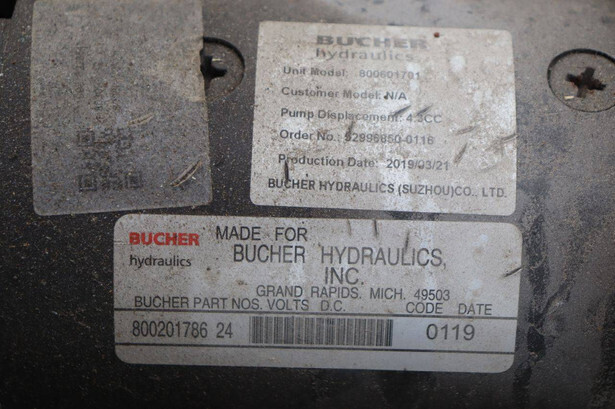 BUCHER
hydraulics
Unit Model: 800601791
Customer Model: N/A
Pump Displacement: 4.3CC
Order No.: 92996650-0116
Production Date: 2019/03/21
BUCHER HYDRAULICS (SUZHOU)CO., LTD.
BUCHER
hydraulics
MADE FOR
BUCHER HYDRAULICS,
INC.
GRAND RAPIDS, MICH. 49503
BUCHER PART NOS. VOLTS D.C. CODE DATE
800201786 24 0119